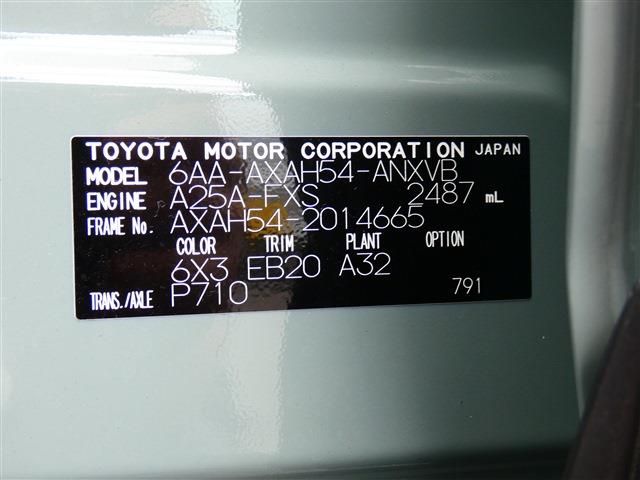 TOYOTA MOTOR CORPORATION JAPAN
MODEL 6AA-AXAH54-ANXVB
ENGINE A25A-FXS 2487 mL
FRAME No. AXAH54-2014665
COLOR TRIM PLANT OPTION
6X3 EB20 A32
TRANS./AXLE P710 791